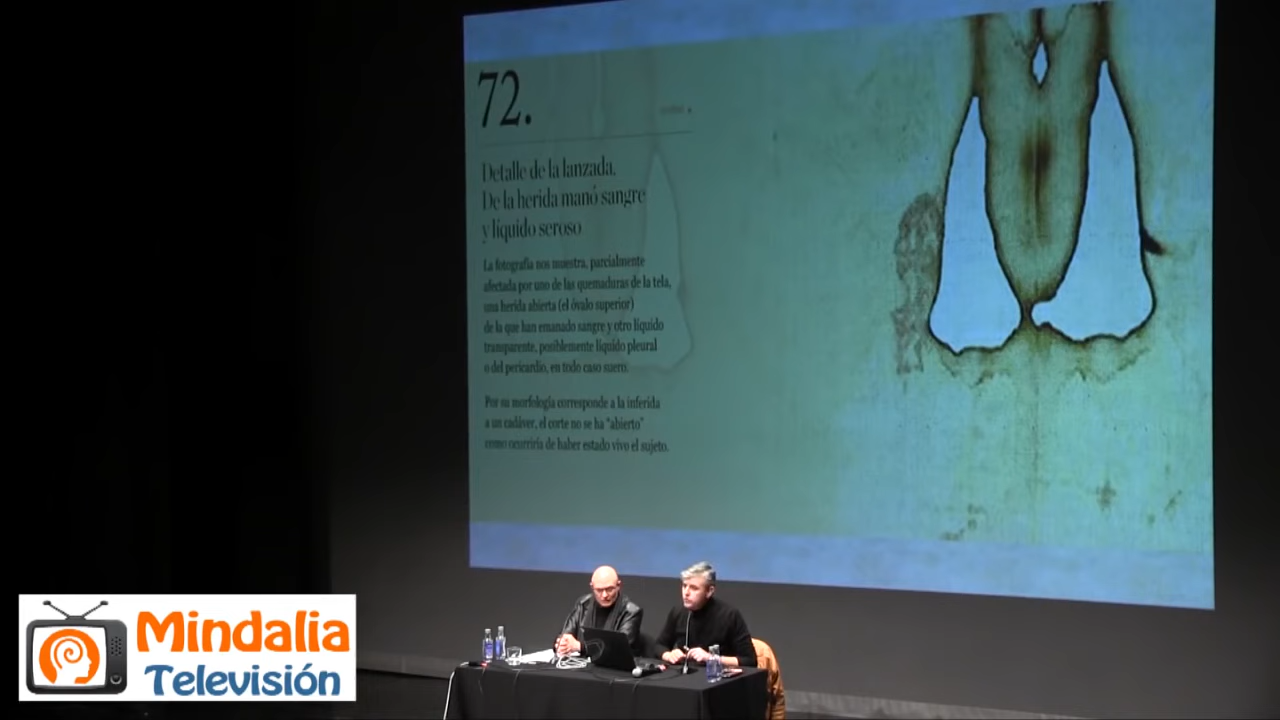 72.
Detalle de la lanzada.
De la herida manó sangre
y líquido seroso
La fotografía nos muestra, parcialmente
afectada por uno de las quemaduras de la tela,
una herida abierta (el óvalo superior)
de la que han emanado sangre y otro líquido
transparente, posiblemente líquido pleural
o del pericardio, en todo caso suero.
Por su morfología corresponde a la inferida
a un cadáver, el corte no se ha "abierto"
como ocurriría de haber estado vivo el sujeto.
Mindalia
Televisión